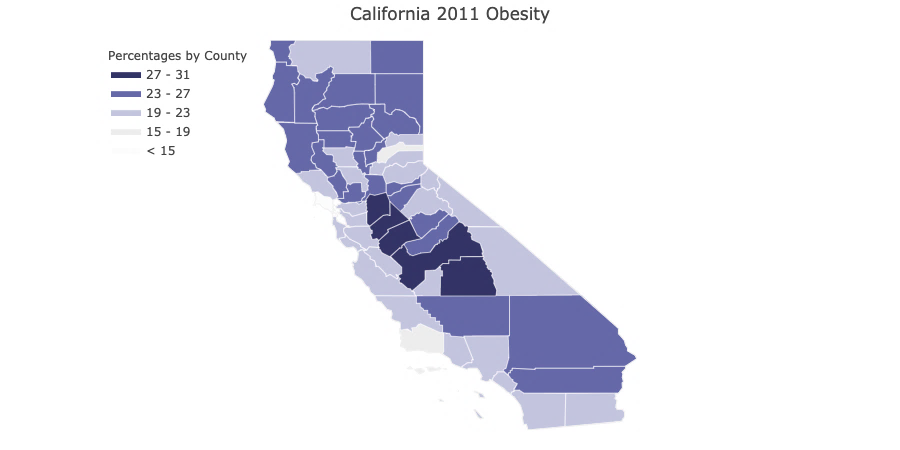 California 2011 Obesity
Percentages by County
27 - 31
23 - 27
19 - 23
15 - 19
< 15